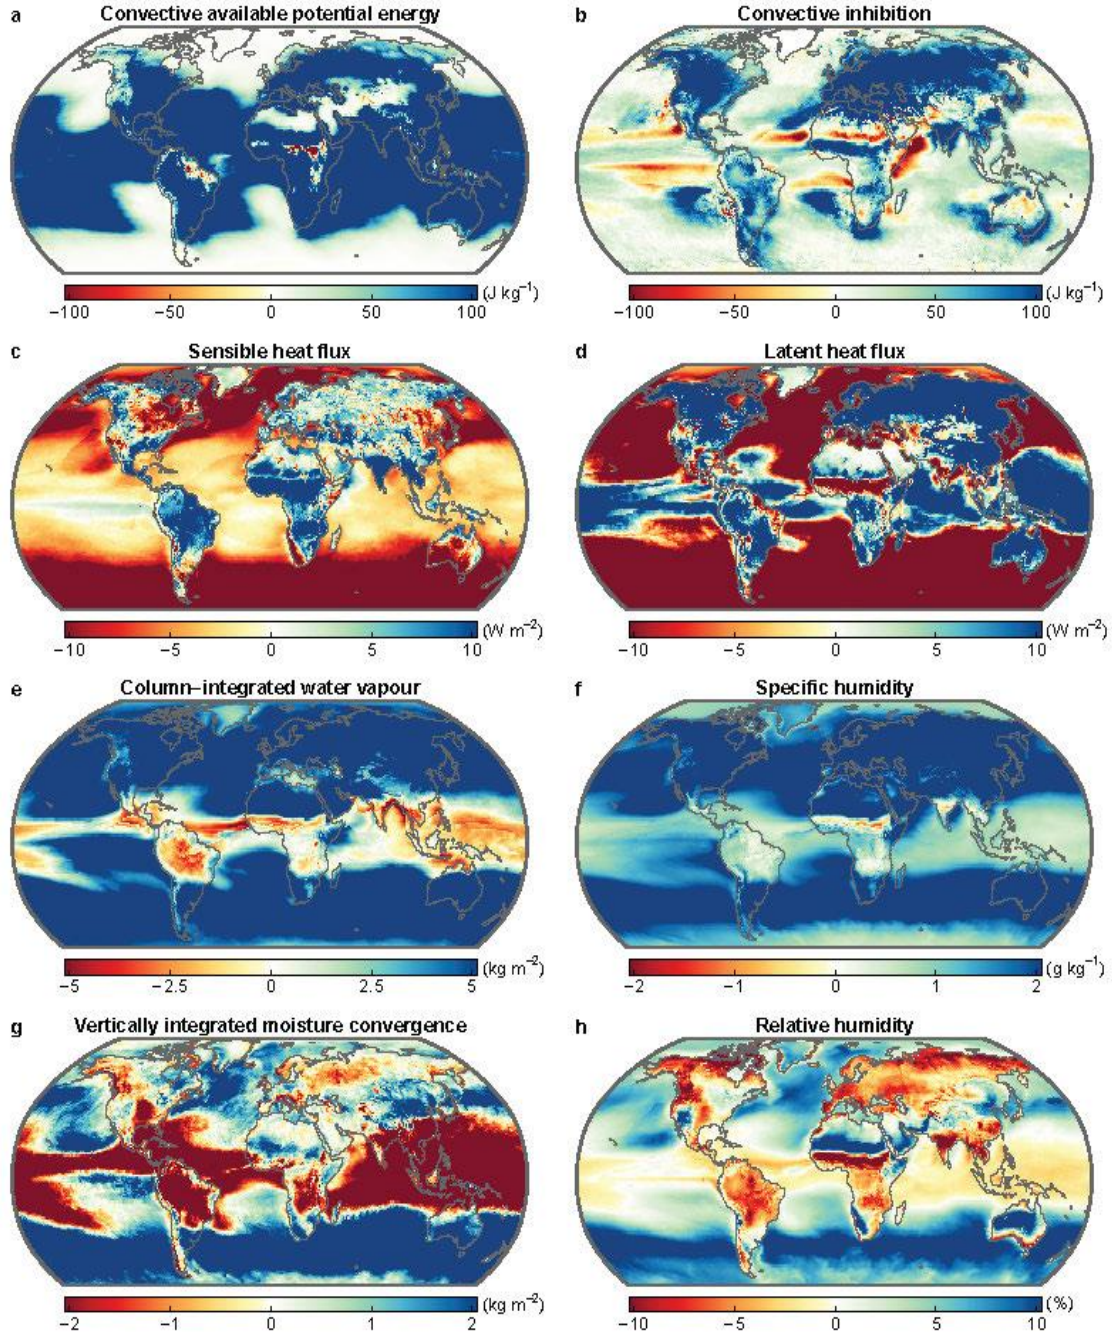 a Convective available potential energy
−100 −50 0 50 100 (J kg⁻¹)
b Convective inhibition
−100 −50 0 50 100 (J kg⁻¹)
c Sensible heat flux
−10 −5 0 5 10 (W m⁻²)
d Latent heat flux
−10 −5 0 5 10 (W m⁻²)
e Column−integrated water vapour
−5 −2.5 0 2.5 5 (kg m⁻²)
f Specific humidity
−2 −1 0 1 2 (g kg⁻¹)
g Vertically integrated moisture convergence
−2 −1 0 1 2 (kg m⁻²)
h Relative humidity
−10 −5 0 5 10 (%)